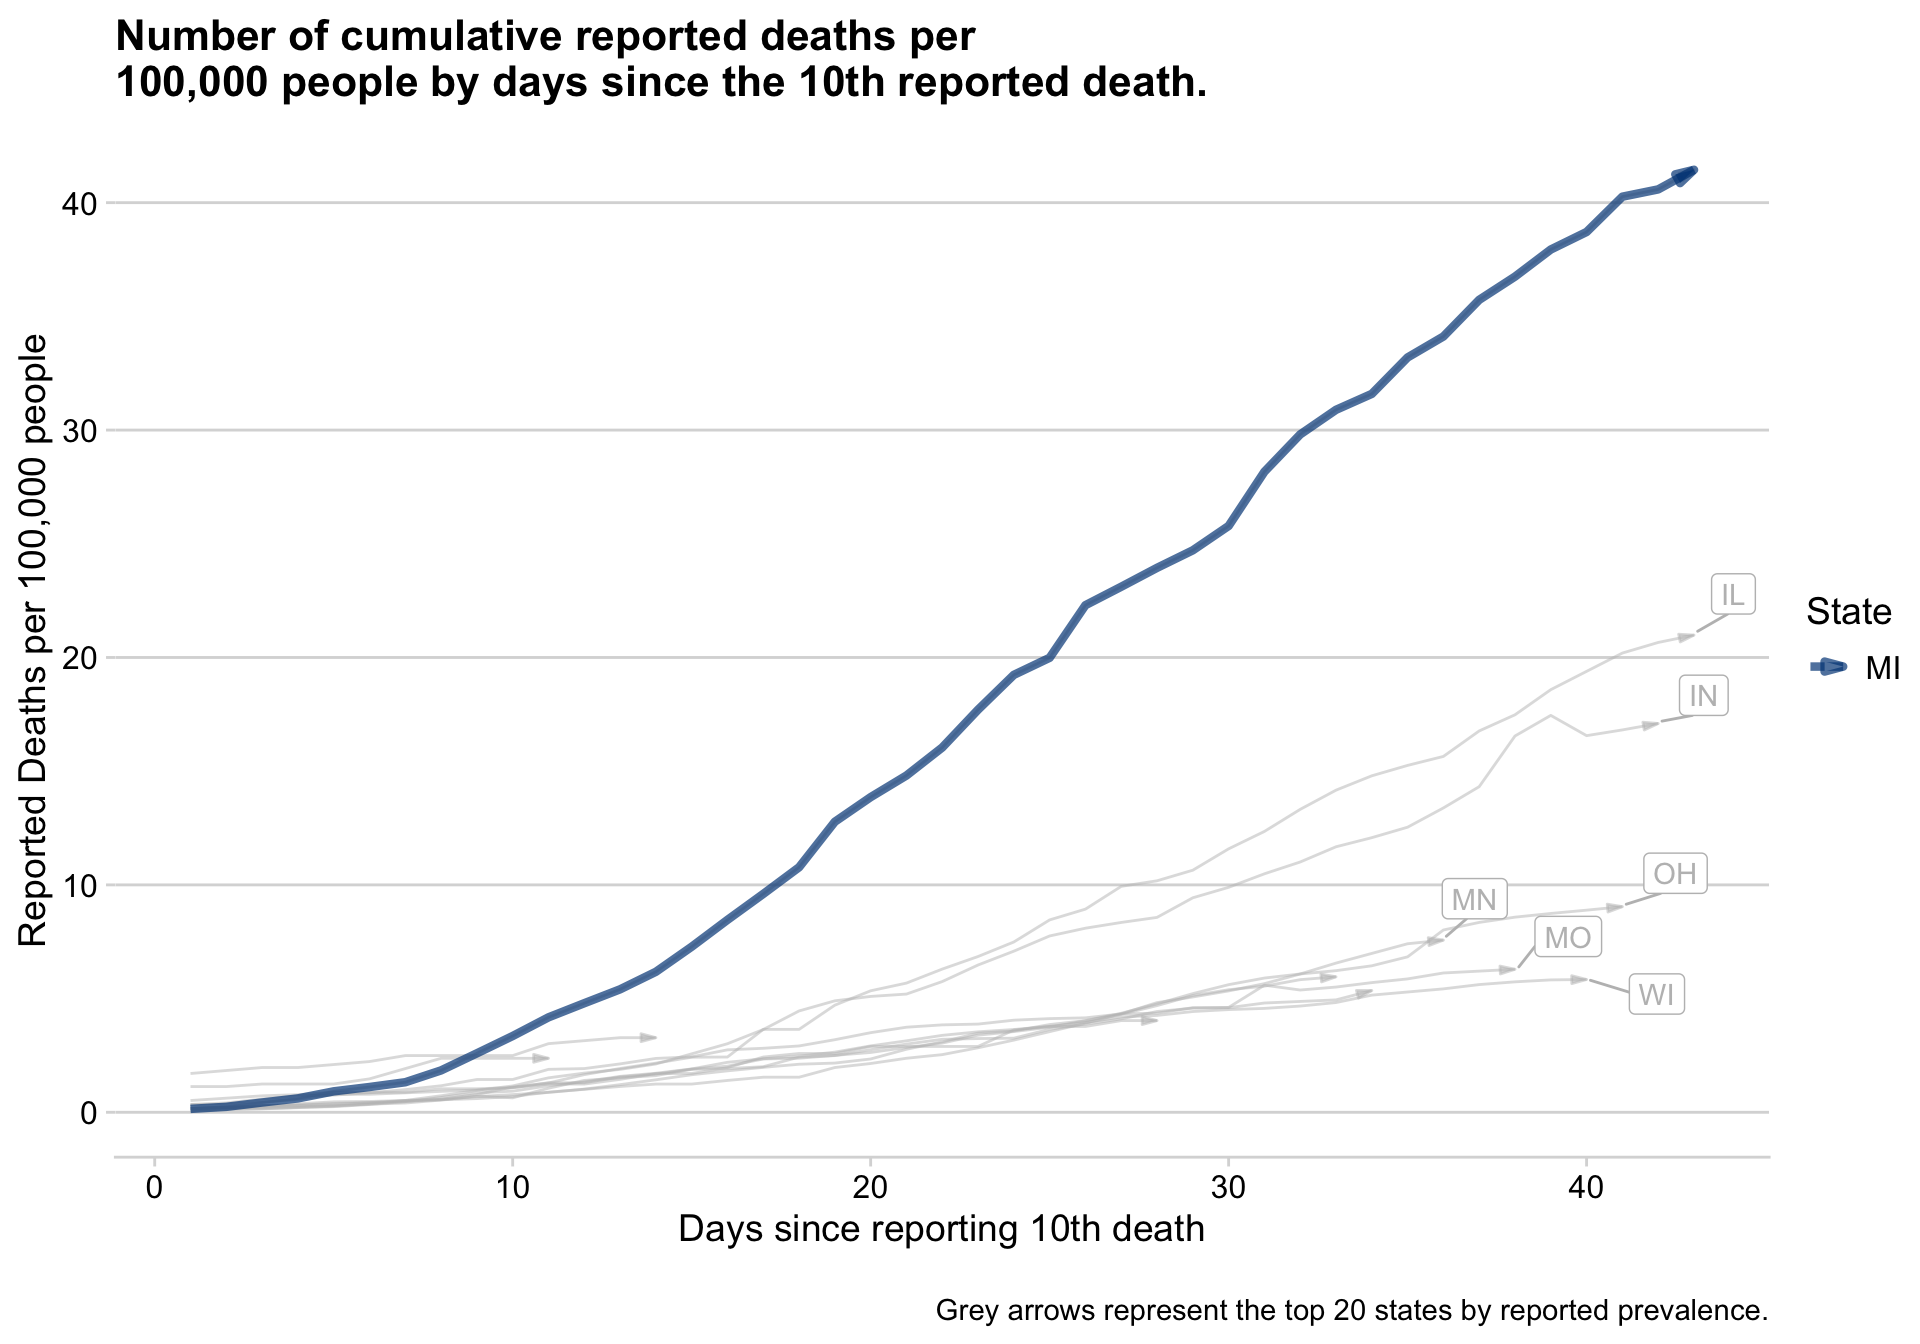 Number of cumulative reported deaths per
100,000 people by days since the 10th reported death.
Reported Deaths per 100,000 people
40
30
20
10
0
IL
IN
OH
MN
MO
WI
State
MI
0 10 20 30 40
Days since reporting 10th death
Grey arrows represent the top 20 states by reported prevalence.